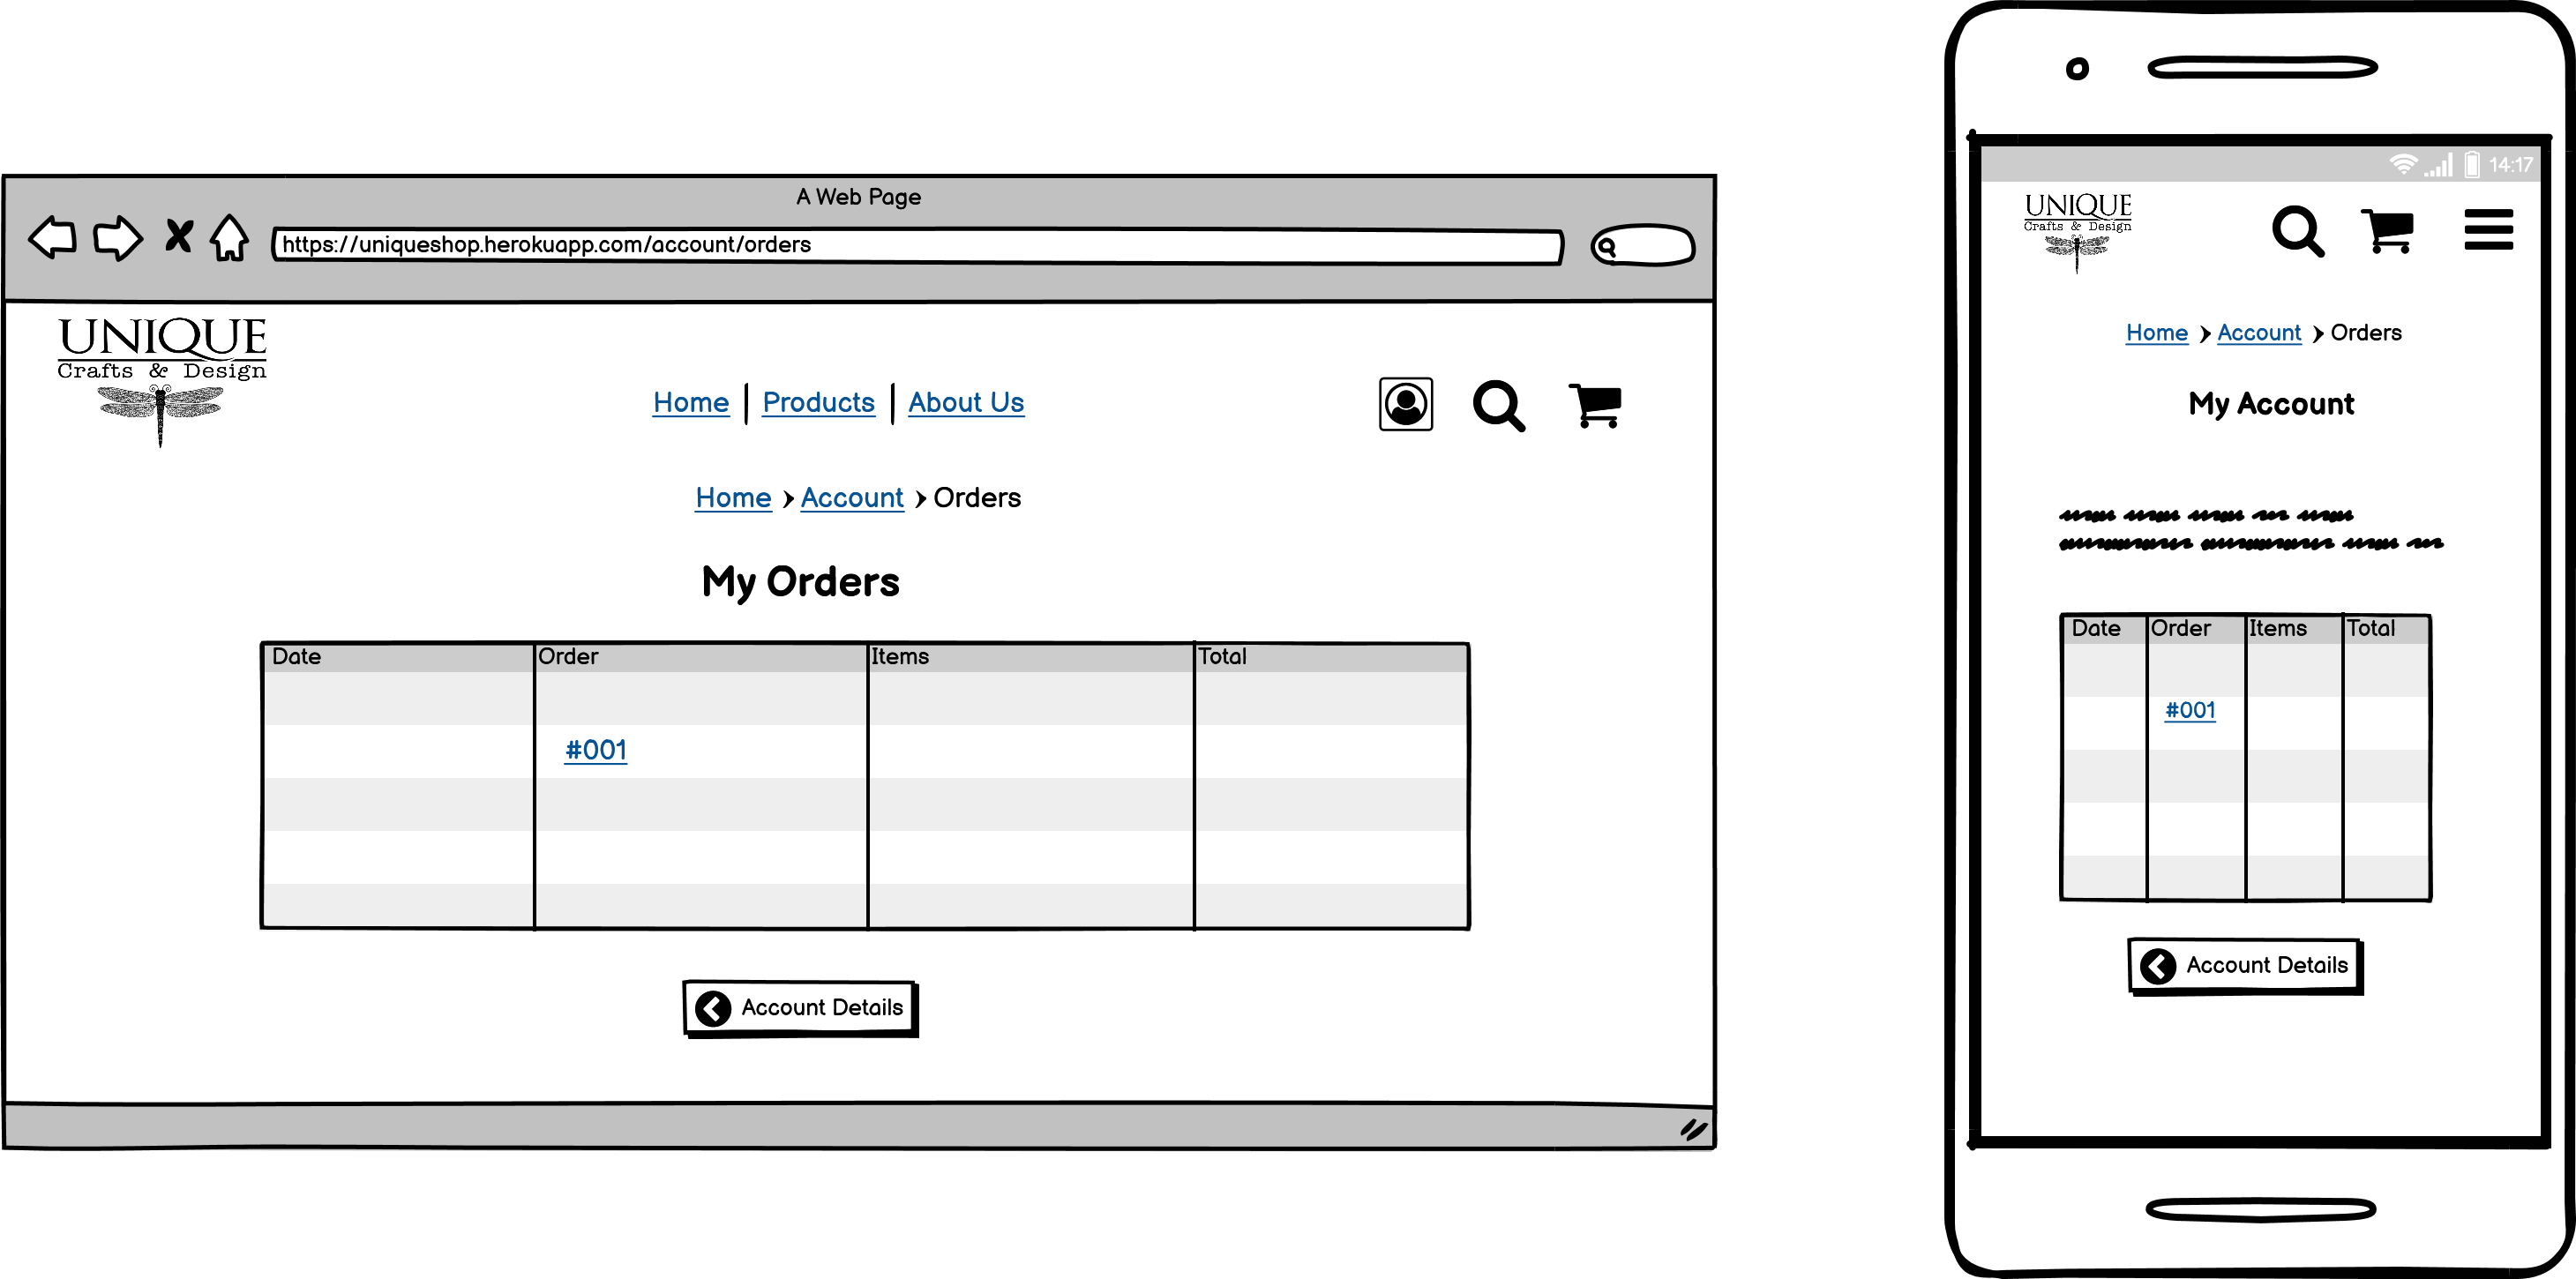 A Web Page
https://uniqueshop.herokuapp.com/account/orders
UNIQUE
Crafts & Design
Home Products About Us
Home Account Orders
My Orders
Date Order Items Total
#001
Account Details
14:17
UNIQUE
Crafts & Design
Home Account Orders
My Account
Date Order Items Total
#001
Account Details